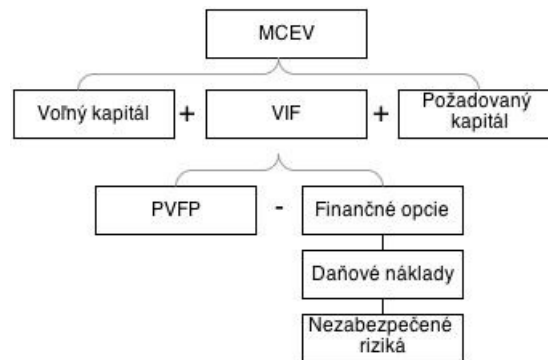 MCEV
Voľný kapitál + VIF + Požadovaný
kapitál
PVFP - Finančné opcie
Daňové náklady
Nezabezpečené
riziká